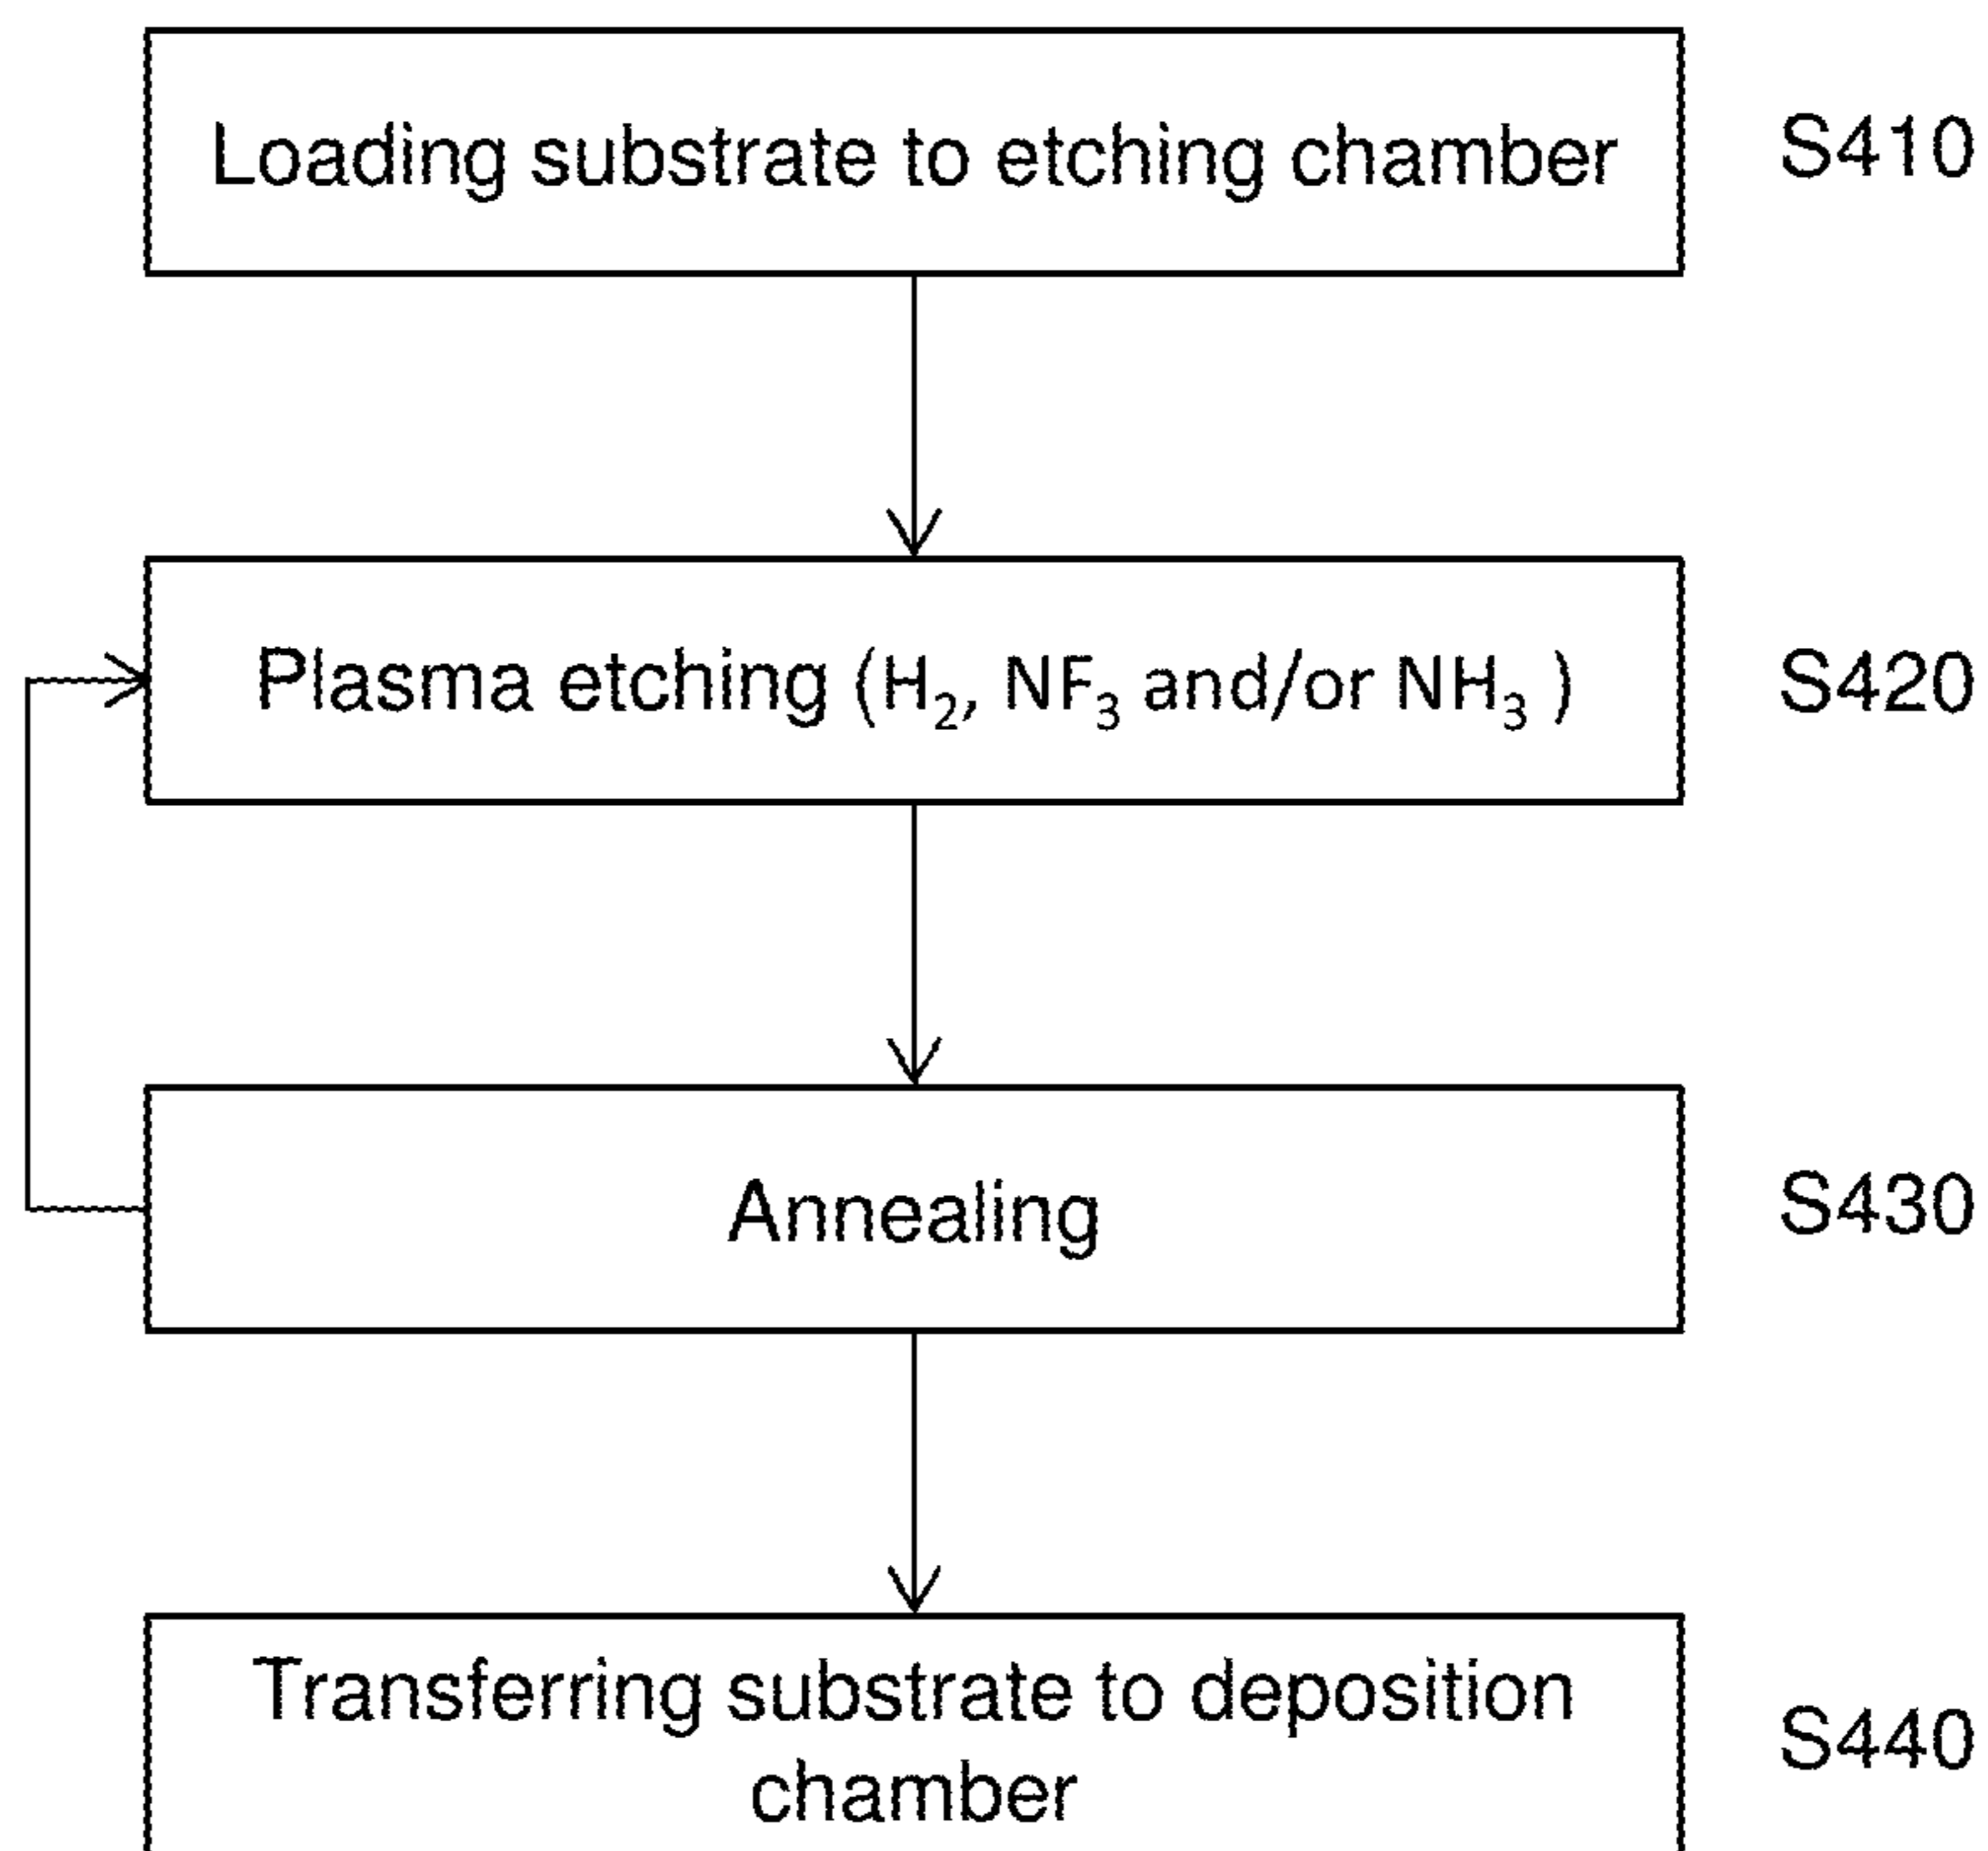 Loading substrate to etching chamber S410
Plasma etching (H₂, NF₃ and/or NH₃ ) S420
Annealing S430
Transferring substrate to deposition
chamber
S440